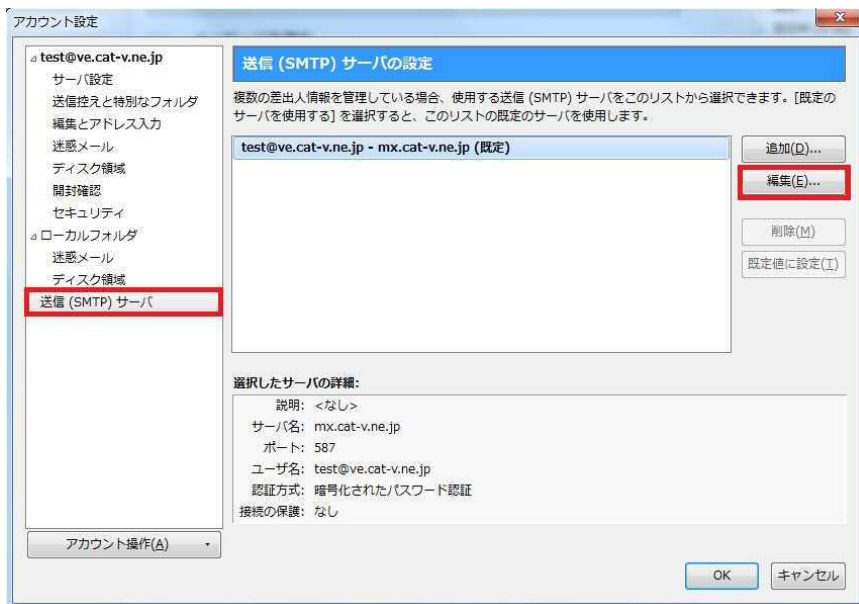 アカウント設定
test@ve.cat-v.ne.jp
サーバ設定
送信控えと特別なフォルダ
編集とアドレス入力
迷惑メール
ディスク領域
開封確認
セキュリティ
ローカルフォルダ
迷惑メール
ディスク領域
送信 (SMTP) サーバ
アカウント操作(A)
送信 (SMTP) サーバの設定
複数の差出人情報を管理している場合、使用する送信 (SMTP) サーバをこのリストから選択できます。[既定の
サーバを使用する] を選択すると、このリストの既定のサーバを使用します。
test@ve.cat-v.ne.jp - mx.cat-v.ne.jp (既定)
追加(D)...
編集(E)...
削除(M)
既定値に設定(T)
選択したサーバの詳細:
説明: <なし>
サーバ名: mx.cat-v.ne.jp
ポート: 587
ユーザ名: test@ve.cat-v.ne.jp
認証方式: 暗号化されたパスワード認証
接続の保護: なし
OK
キャンセル